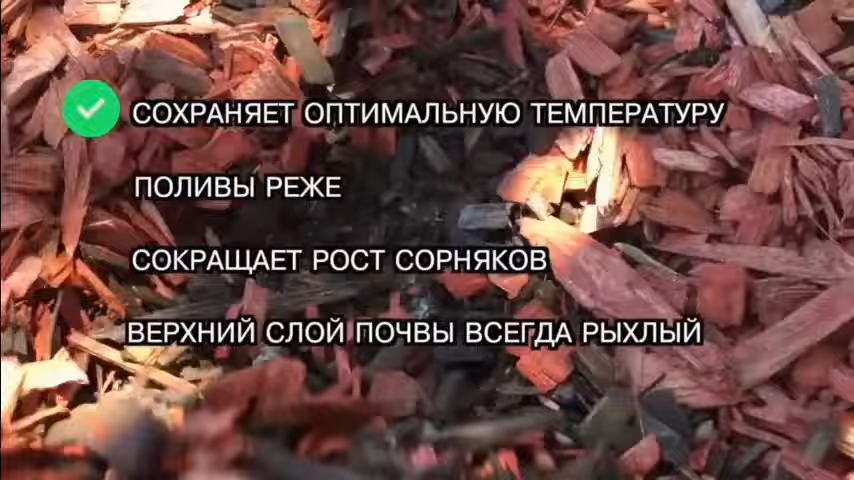 СОХРАНЯЕТ ОПТИМАЛЬНУЮ ТЕМПЕРАТУРУ
ПОЛИВЫ РЕЖЕ
СОКРАЩАЕТ РОСТ СОРНЯКОВ
ВЕРХНИЙ СЛОЙ ПОЧВЫ ВСЕГДА РЫХЛЫЙ